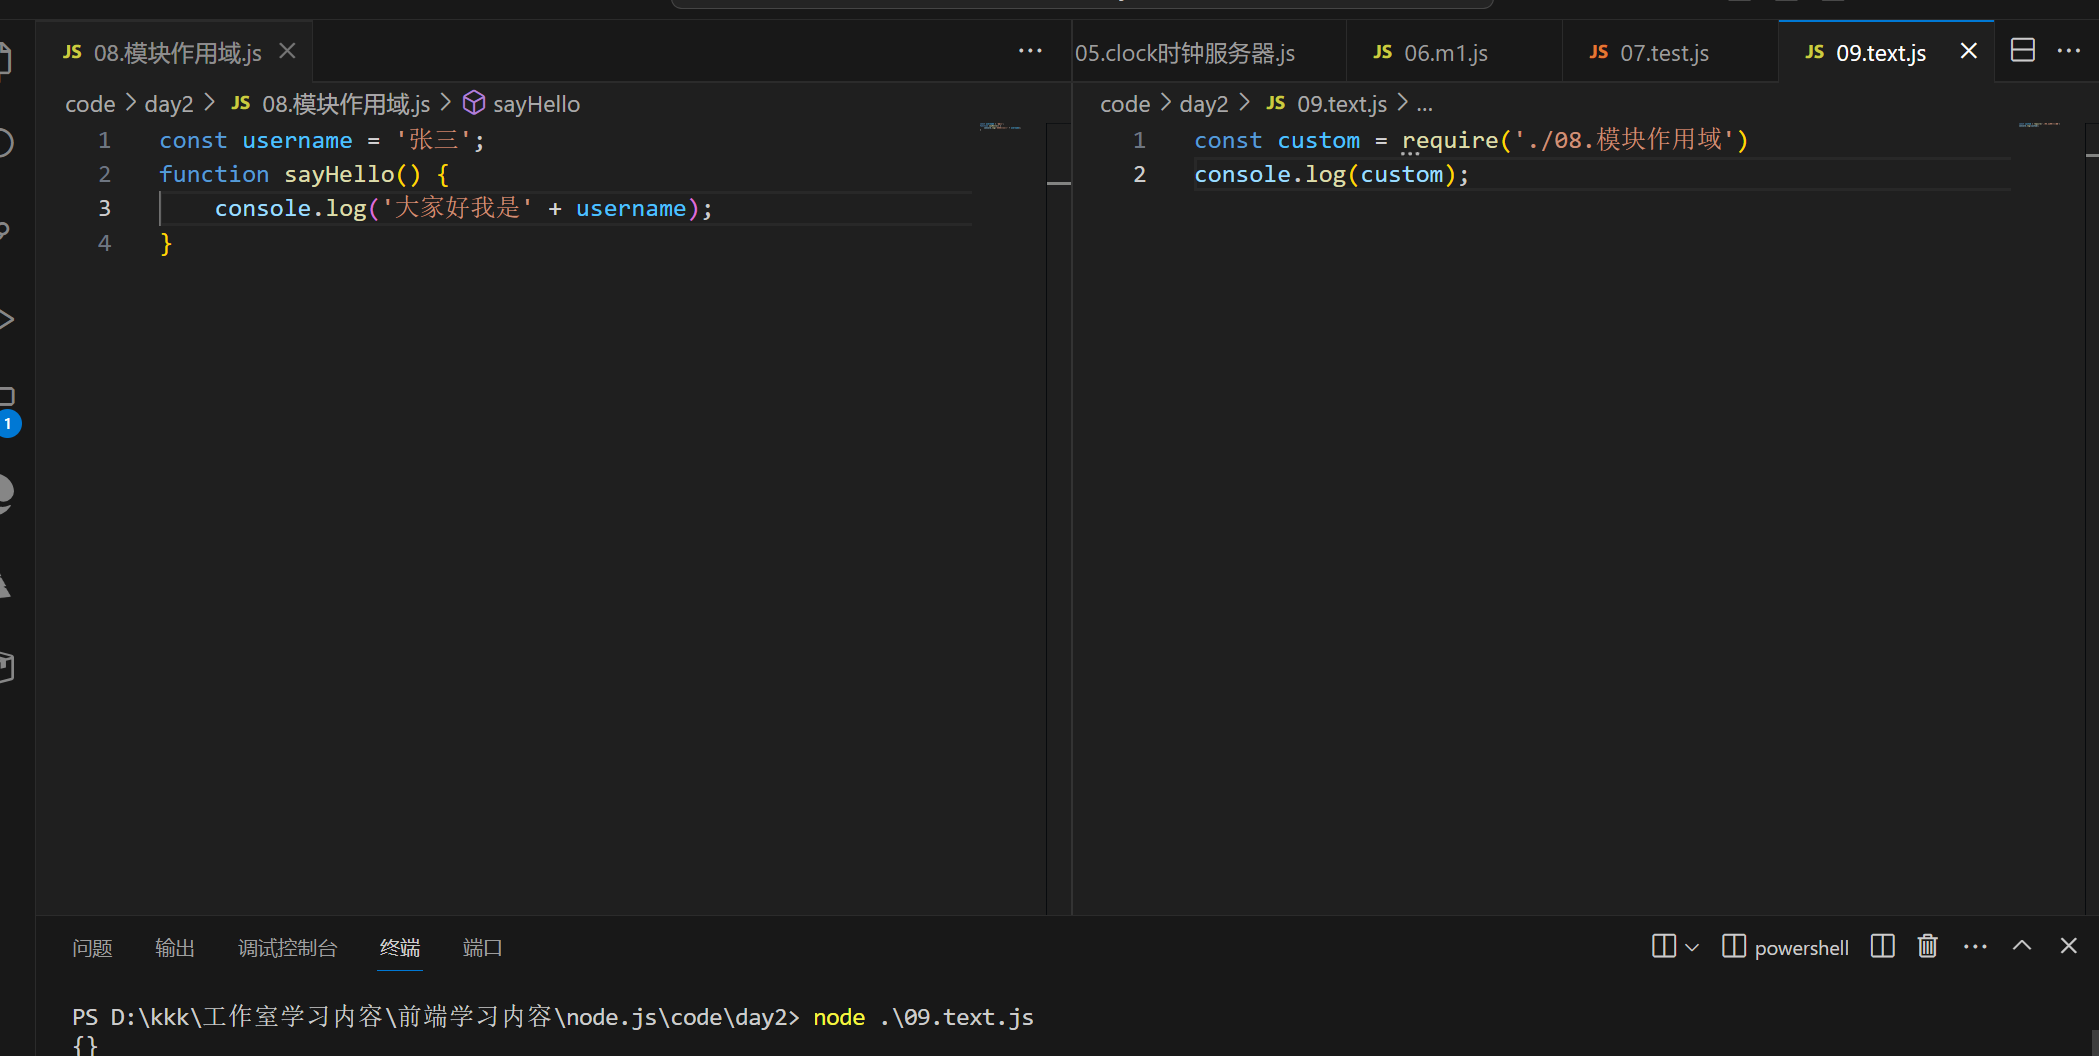 JS 08.模块作用域.js
05.clock时钟服务器.js JS 06.m1.js JS 07.test.js JS 09.text.js
code > day2 > JS 08.模块作用域.js > sayHello
1 const username = '张三';
2 function sayHello() {
3 console.log('大家好我是' + username);
4 }
code > day2 > JS 09.text.js > ...
1 const custom = require('./08.模块作用域')
2 console.log(custom);
1
问题 输出 调试控制台 终端 端口 powershell
PS D:\kkk\工作室学习内容\前端学习内容\node.js\code\day2> node .\09.text.js
{}